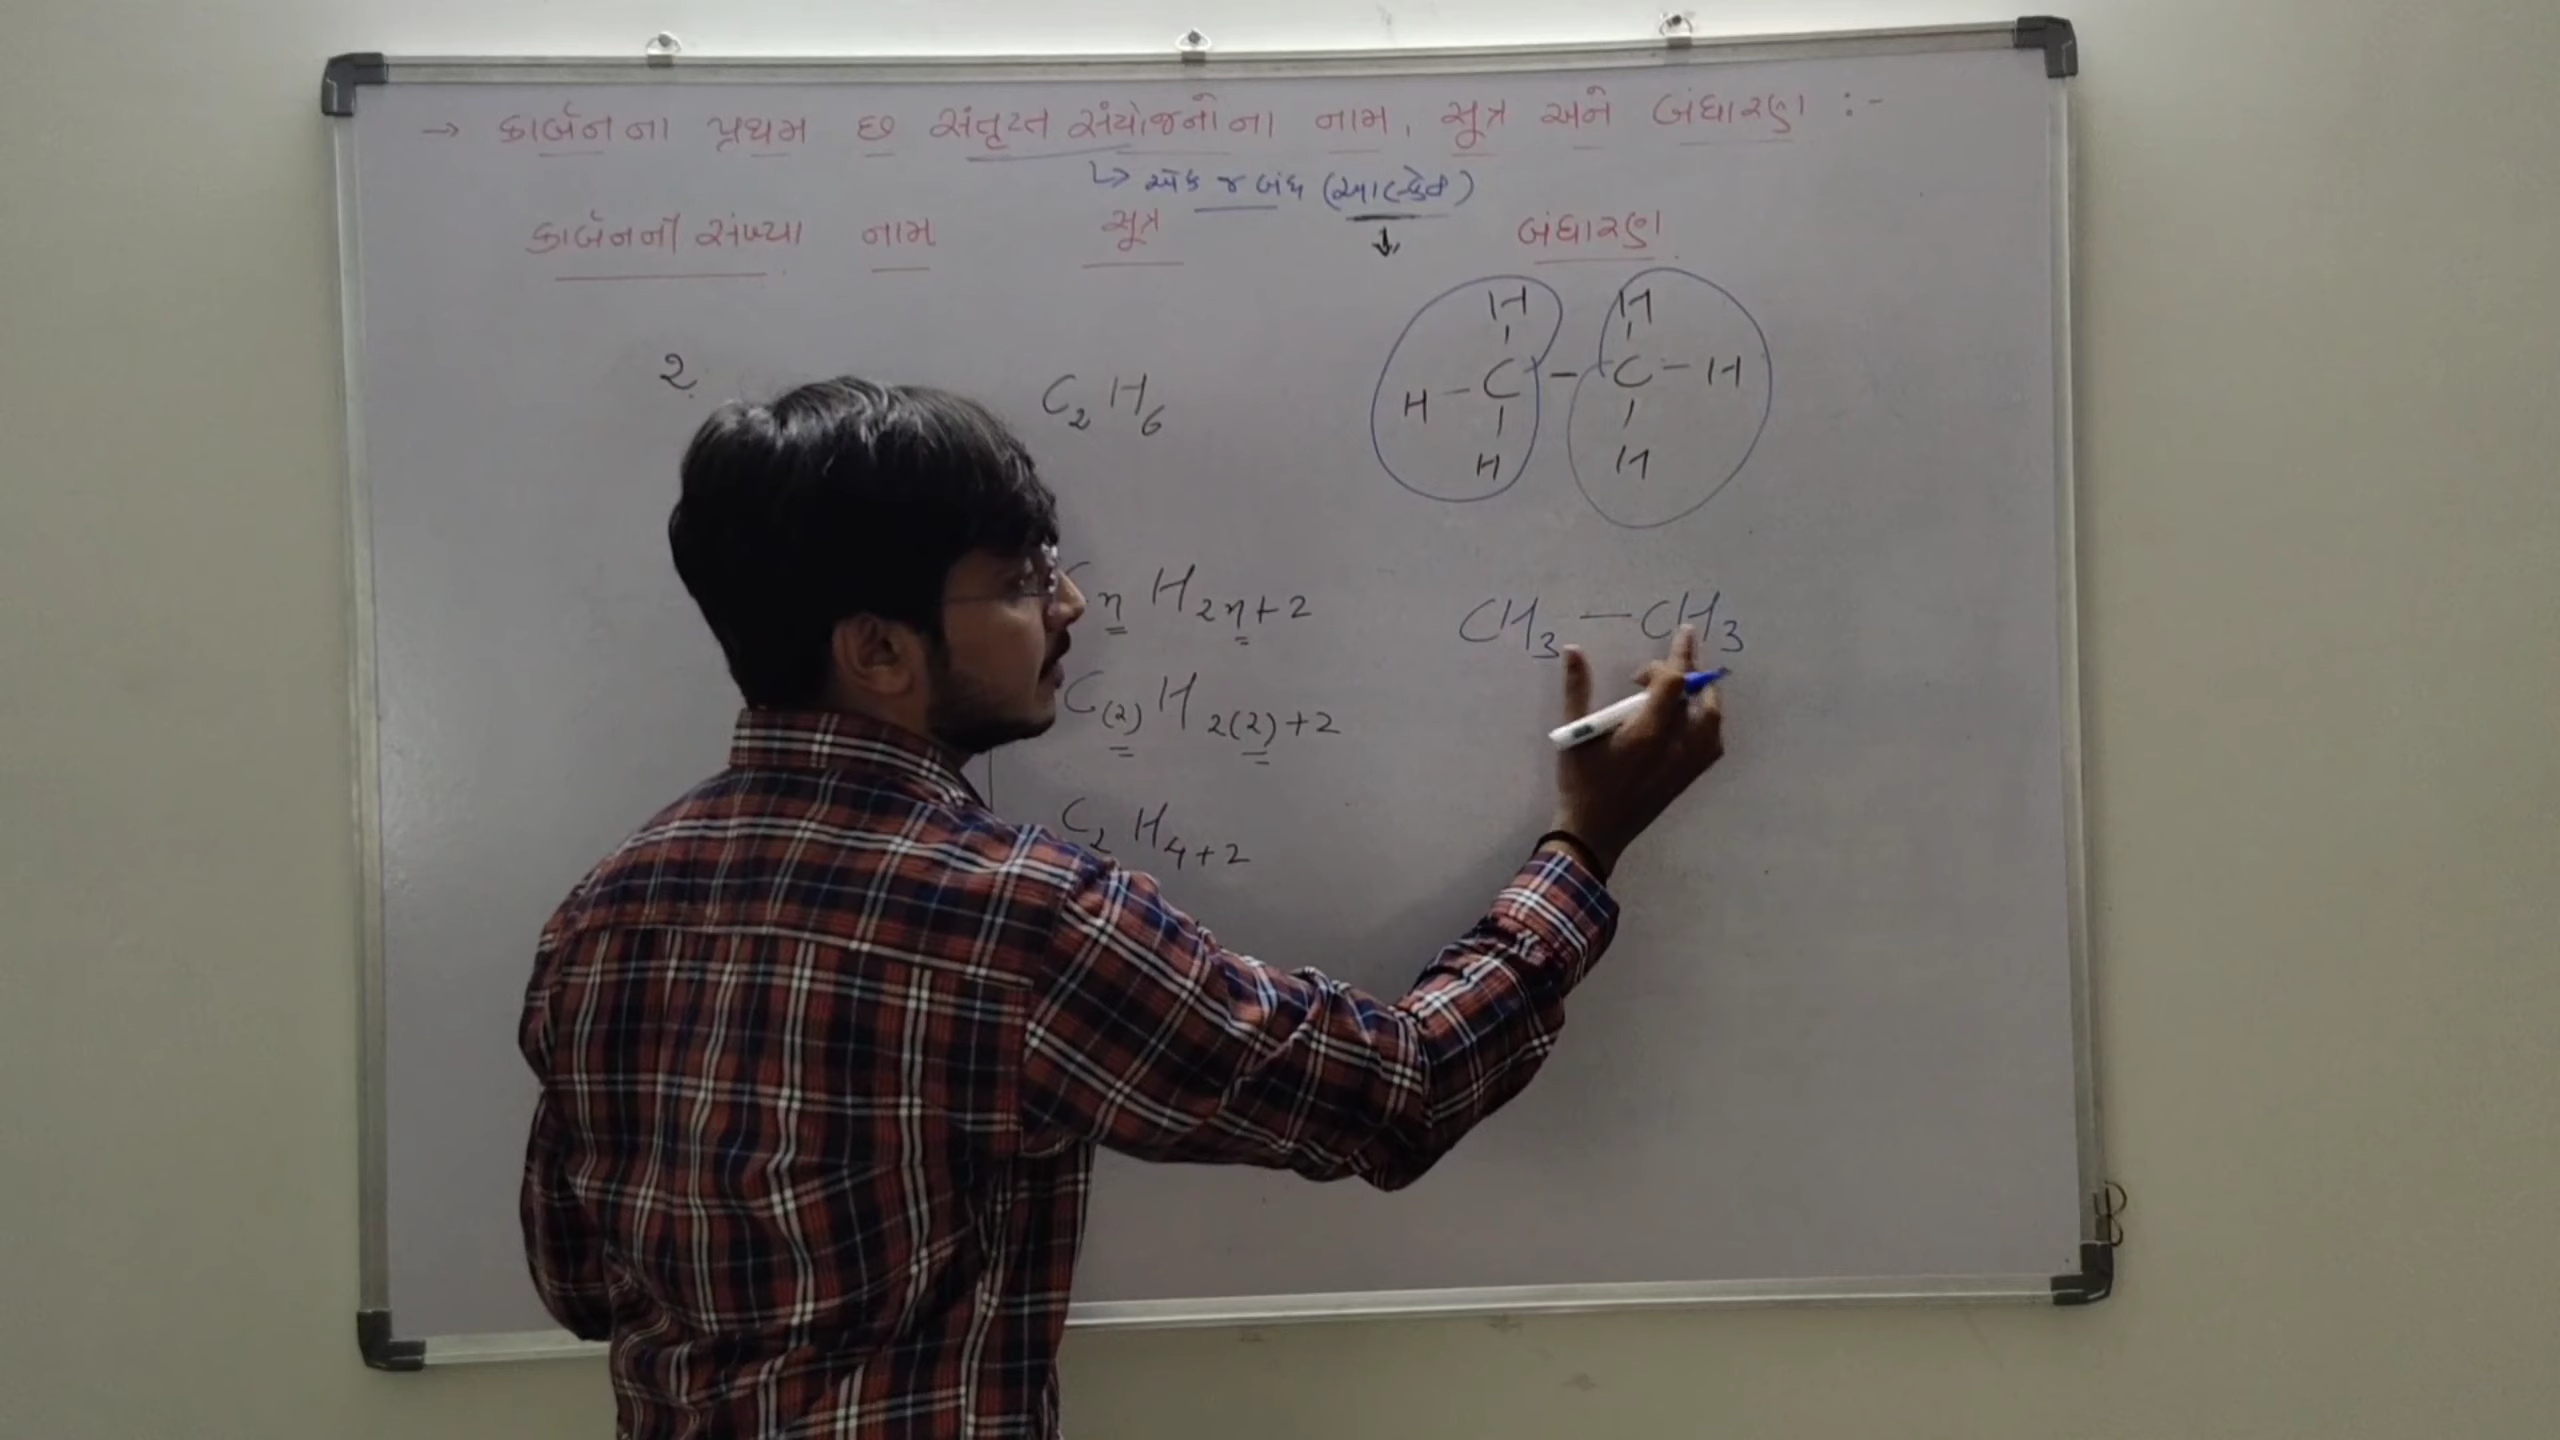 → કાર્બનના પ્રથમ છ સંતૃપ્ત સંયોજનોના નામ, સૂત્ર અને બંધારણ :-
↳ એક જ બંધ (આલ્કેન)
કાર્બનની સંખ્યા નામ સૂત્ર બંધારણ
↓
H H
૨ C₂H₆ H - C - C - H
H H
CₙH₂ₙ₊₂ CH₃ — CH₃
C₍₂₎H₂₍₂₎₊₂
C₂H₄₊₂